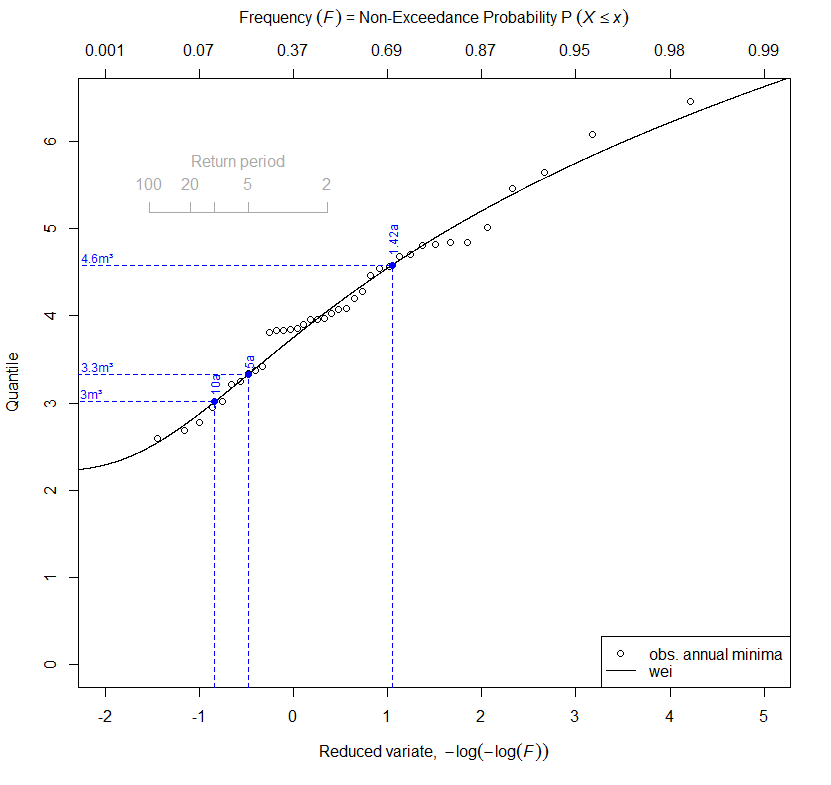 Frequency (F) = Non-Exceedance Probability P (X ≤ x)
0.001 0.07 0.37 0.69 0.87 0.95 0.98 0.99
Return period
100 20 5 2
6
5
4
3
2
1
0
Quantile
4.6m³
3.3m³
3m³
1.42a
5a
10a
obs. annual minima
wei
-2 -1 0 1 2 3 4 5
Reduced variate, −log(−log(F))